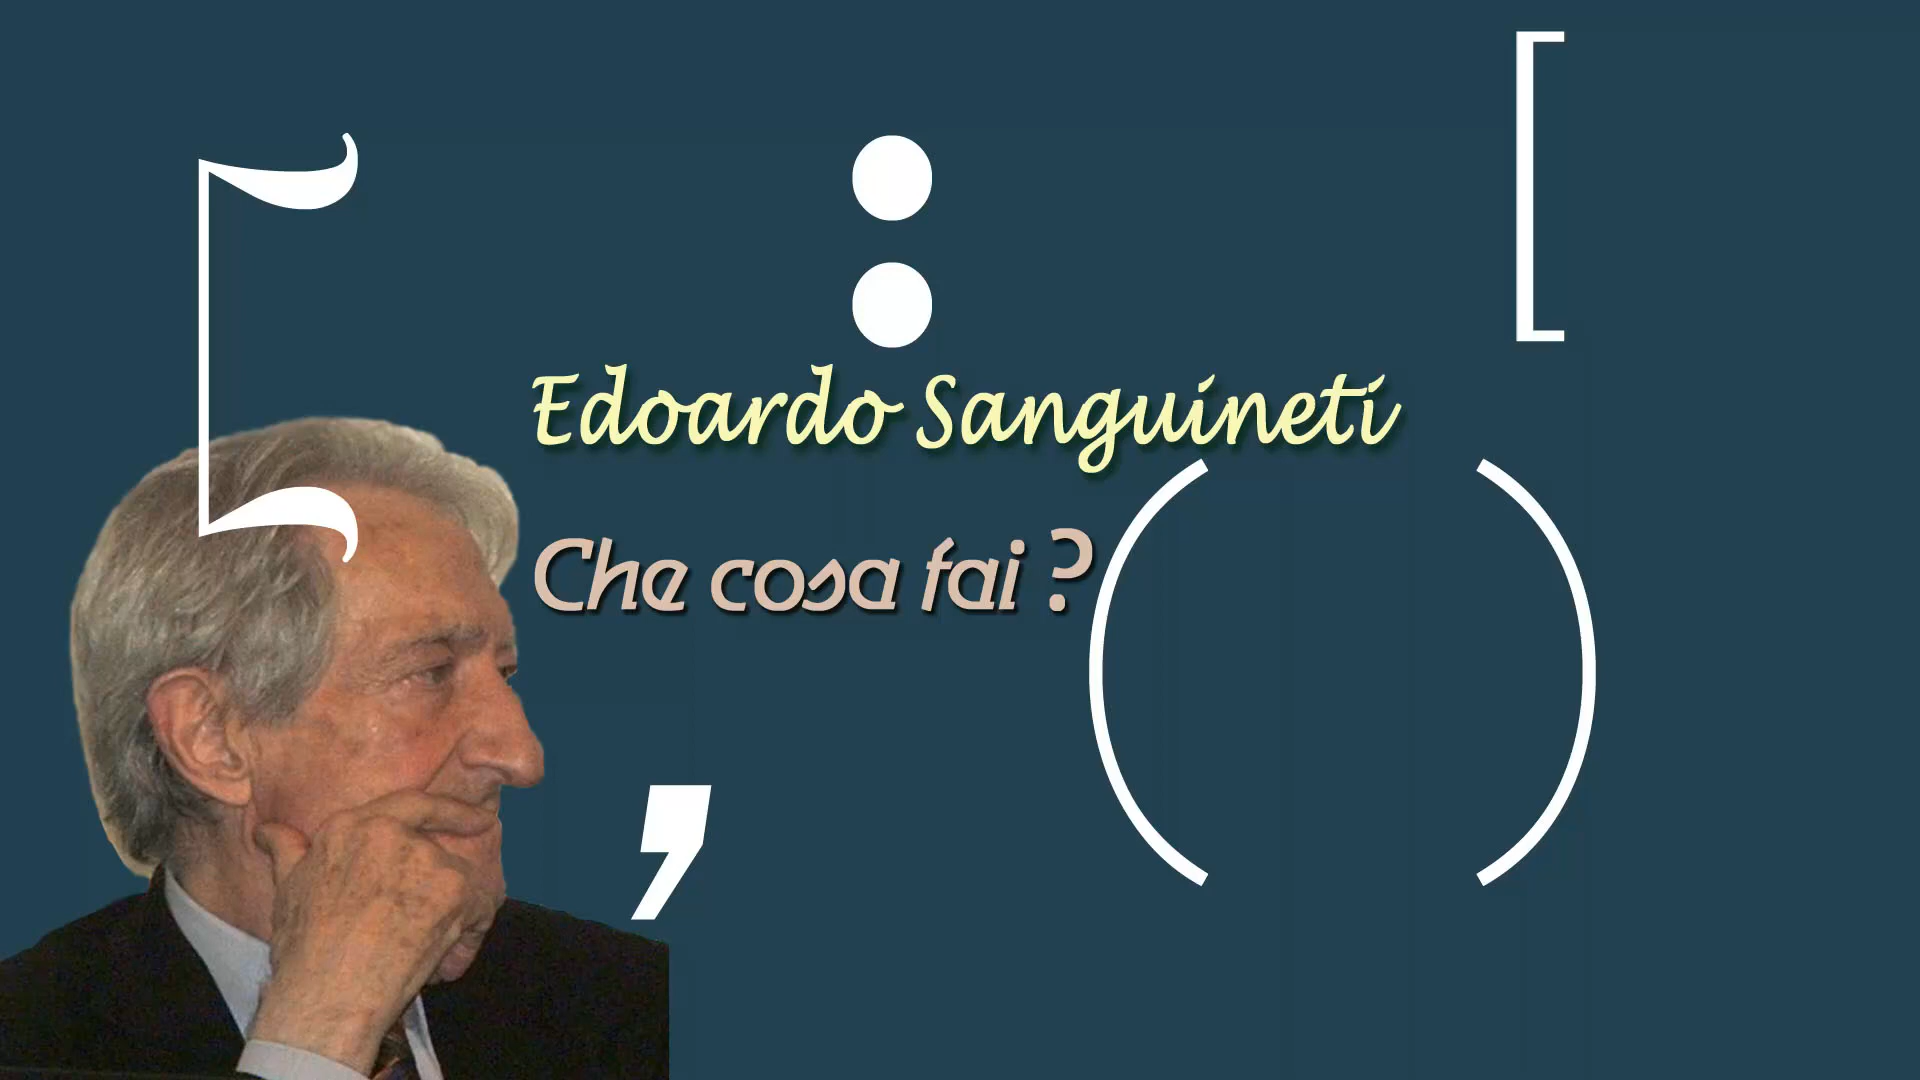 [
:
[
Edoardo Sanguineti
Che cosa fai ?
( )
,